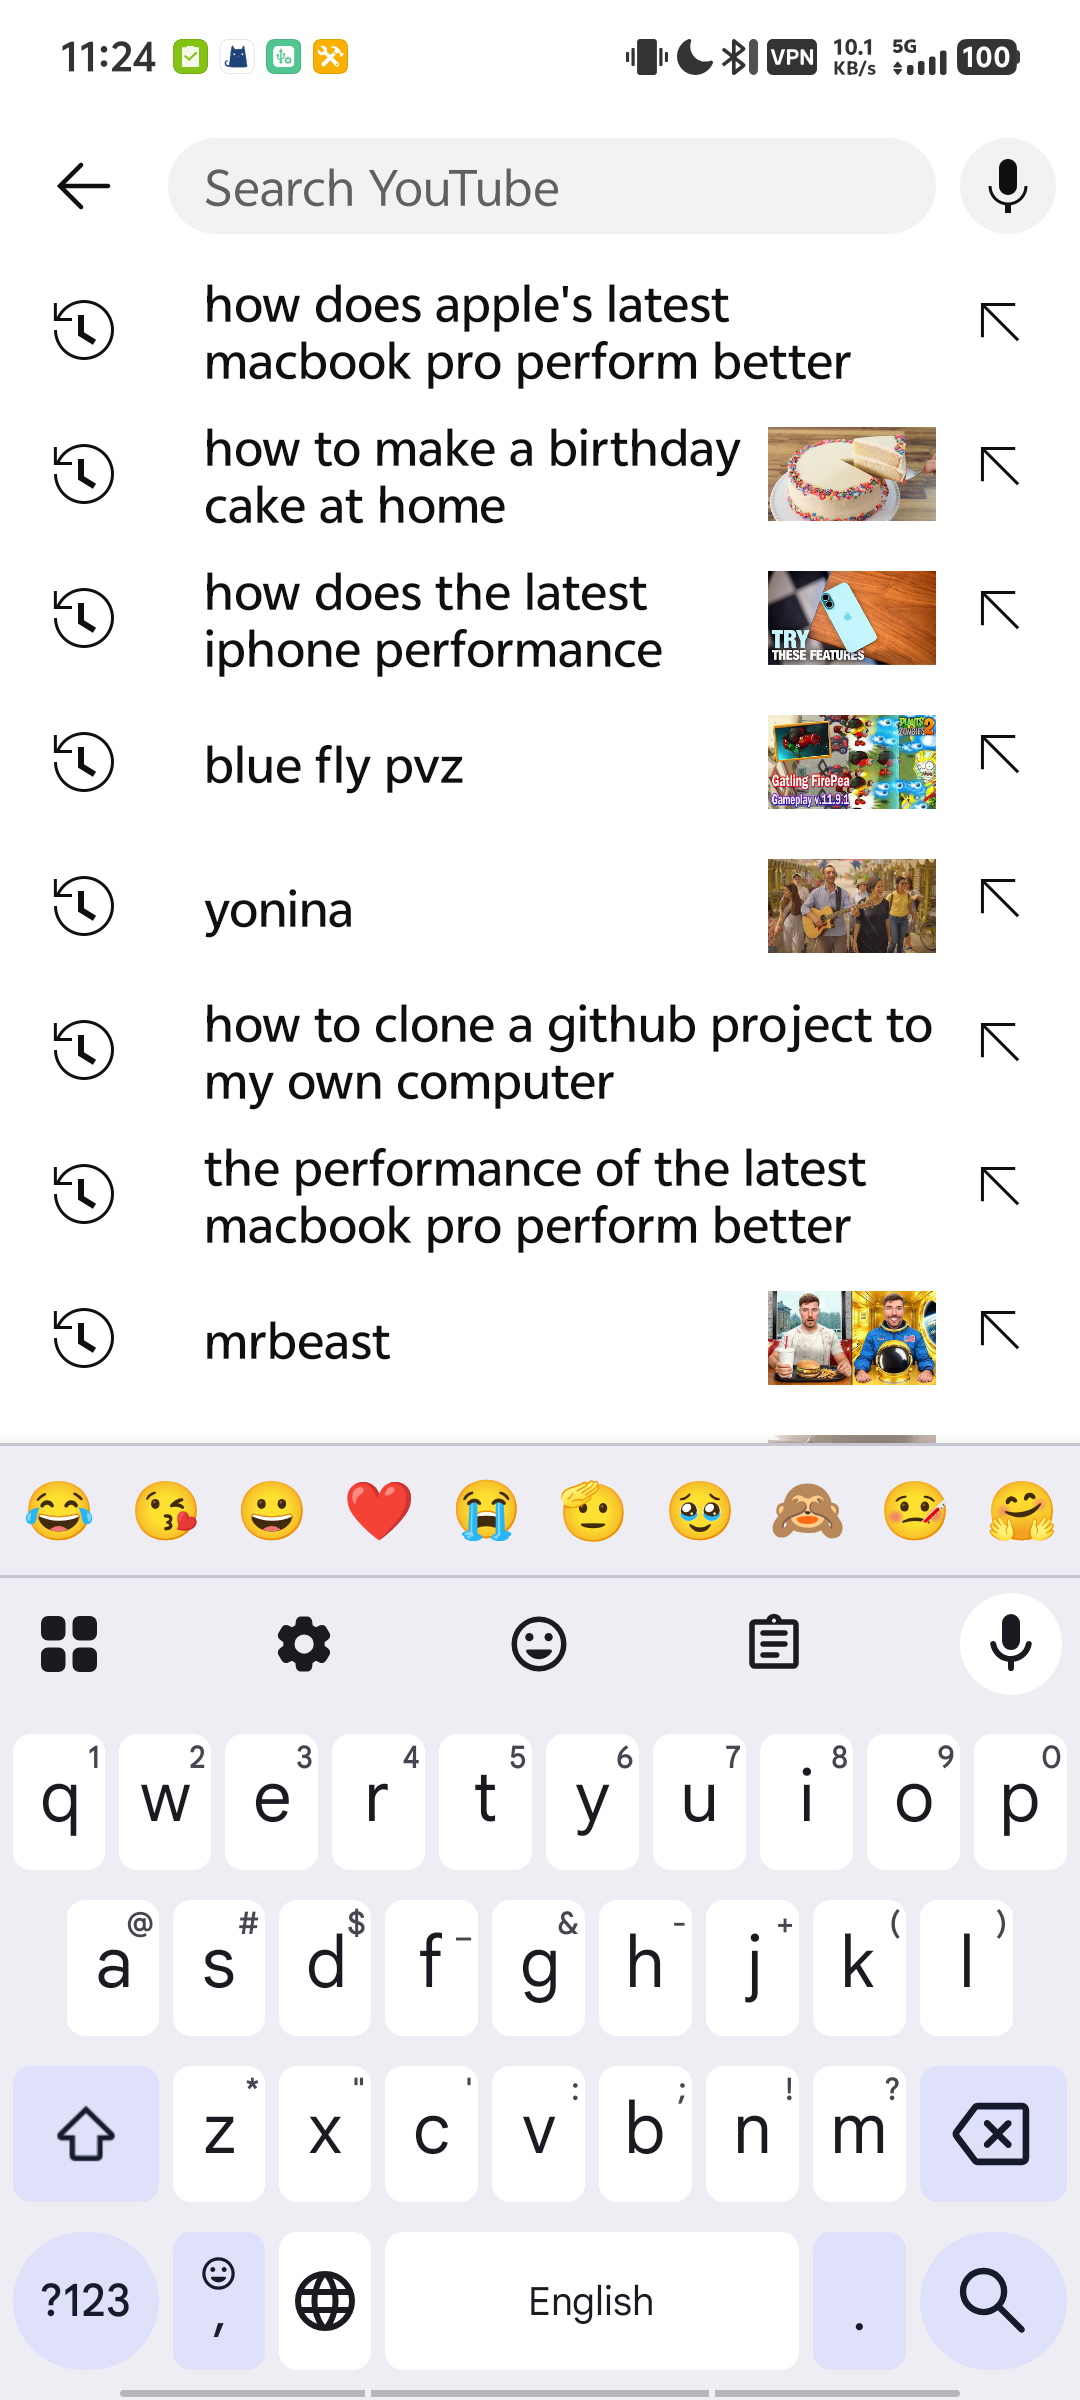 11:24
VPN
10.1
KB/s
5G
100
Search YouTube
how does apple's latest
macbook pro perform better
how to make a birthday
cake at home
how does the latest
iphone performance
TRY
THESE FEATURES
blue fly pvz
PLANTS
ZOMBIES 2
Gatling FirePea
Gameplay v.11.9.1
yonina
how to clone a github project to
my own computer
the performance of the latest
macbook pro perform better
mrbeast
1 2 3 4 5 6 7 8 9 0
q w e r t y u i o p
@ # $ _ & - + ( )
a s d f g h j k l
* " ' : ; ! ?
z x c v b n m
?123 , English .